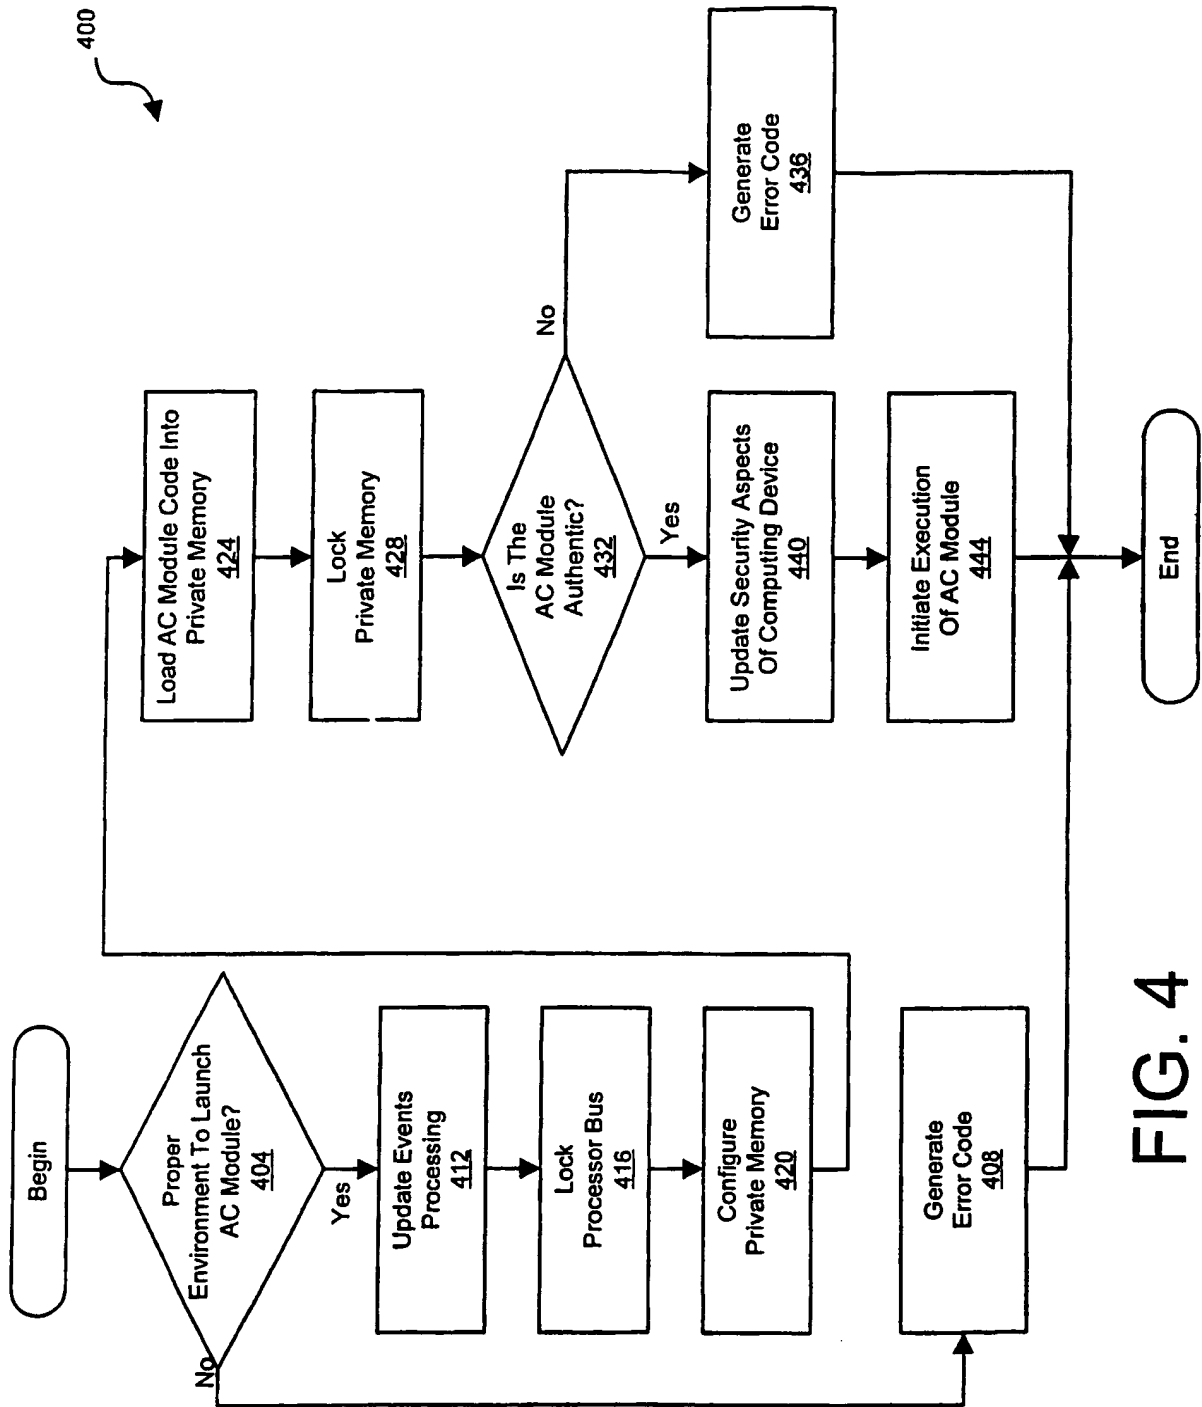 400
Begin
Proper
Environment To Launch
AC Module?
404
No
Yes
Update Events
Processing
412
Lock
Processor Bus
416
Configure
Private Memory
420
Generate
Error Code
408
Load AC Module Code Into
Private Memory
424
Lock
Private Memory
428
Is The
AC Module
Authentic?
432
No
Yes
Generate
Error Code
436
Update Security Aspects
Of Computing Device
440
Initiate Execution
Of AC Module
444
End
FIG. 4